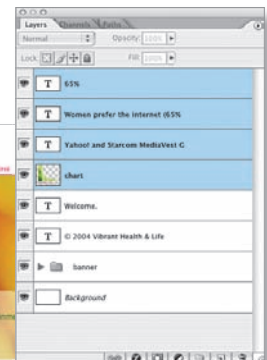 Layers Channels Paths
Normal Opacity: 100%
Lock: Fill: 100%
T 65%
T Women prefer the internet (65%
T Yahoo! and Starcom MediaVest G
chart
T Welcome.
T © 2004 Vibrant Health & Life
banner
Background